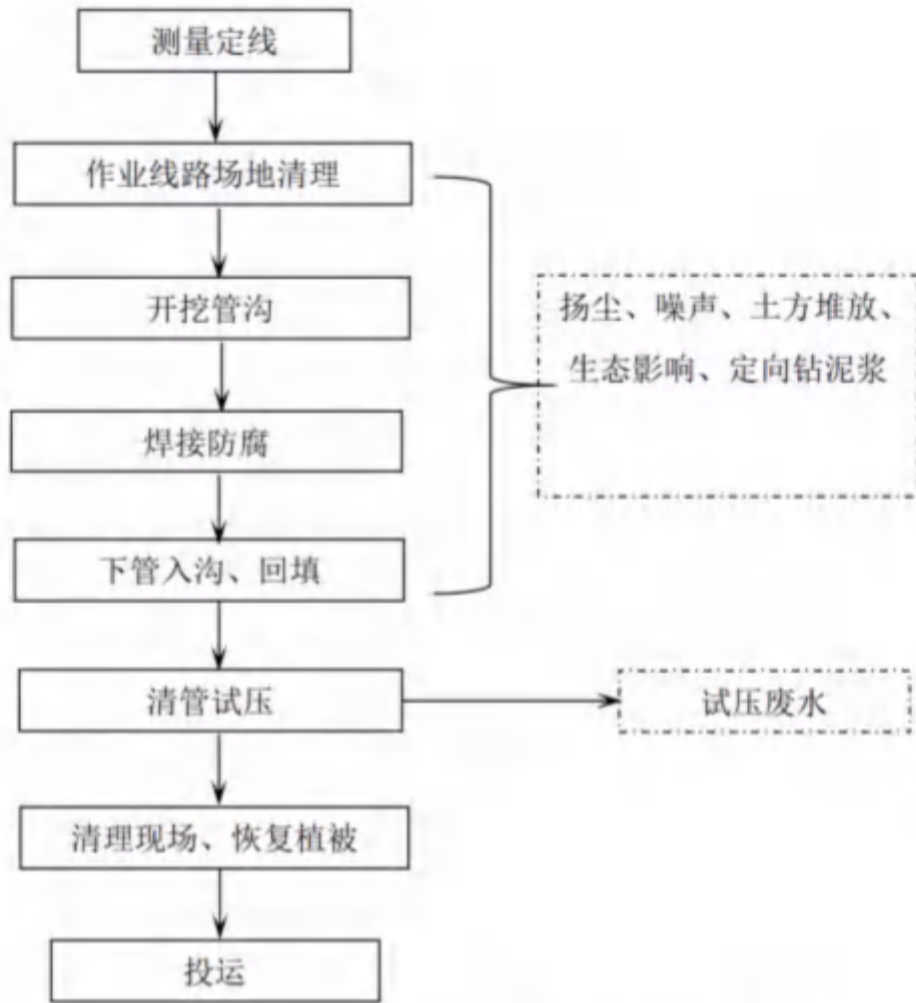 测量定线
作业线路场地清理
开挖管沟
扬尘、噪声、土方堆放、
生态影响、定向钻泥浆
焊接防腐
下管入沟、回填
清管试压
试压废水
清理现场、恢复植被
投运